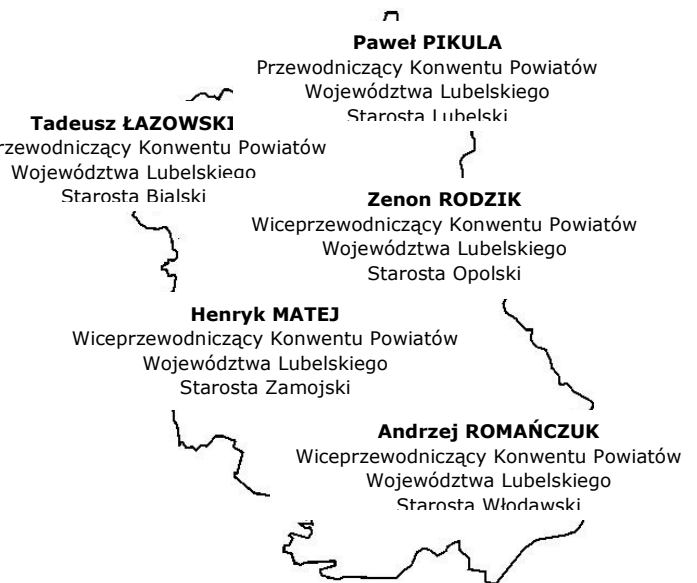 Paweł PIKULA
Przewodniczący Konwentu Powiatów
Województwa Lubelskiego
Starosta Lubelski
Tadeusz ŁAZOWSKI
rzewodniczący Konwentu Powiatów
Województwa Lubelskiego
Starosta Bialski
Zenon RODZIK
Wiceprzewodniczący Konwentu Powiatów
Województwa Lubelskiego
Starosta Opolski
Henryk MATEJ
Wiceprzewodniczący Konwentu Powiatów
Województwa Lubelskiego
Starosta Zamojski
Andrzej ROMAŃCZUK
Wiceprzewodniczący Konwentu Powiatów
Województwa Lubelskiego
Starosta Włodawski